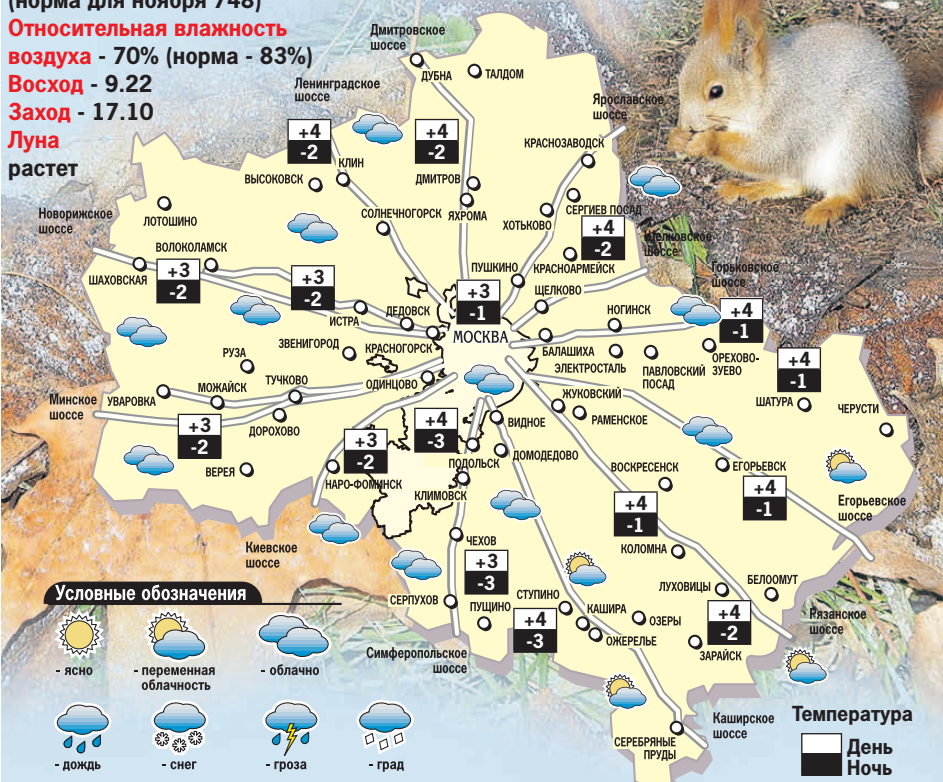 (норма для ноября 748)
Относительная влажность
воздуха - 70% (норма - 83%)
Восход - 9.22
Заход - 17.10
Луна
растет
Дмитровское
шоссе
ДУБНА
ТАЛДОМ
Ленинградское
шоссе
Ярославское
шоссе
+4
-2
+4
-2
КРАСНОЗАВОДСК
КЛИН
ВЫСОКОВСК
ДМИТРОВ
ЛОТОШИНО
Новорижское
шоссе
СОЛНЕЧНОГОРСК
ЯХРОМА
ХОТЬКОВО
СЕРГИЕВ ПОСАД
+4
-2
Щелковское
шоссе
ВОЛОКОЛАМСК
ШАХОВСКАЯ
+3
-2
+3
-2
ПУШКИНО
КРАСНОАРМЕЙСК
Горьковское
шоссе
+3
-1
ЩЕЛКОВО
ИСТРА
ДЕДОВСК
НОГИНСК
+4
-1
МОСКВА
ЗВЕНИГОРОД
КРАСНОГОРСК
БАЛАШИХА
ЭЛЕКТРОСТАЛЬ
ПАВЛОВСКИЙ
ПОСАД
ОРЕХОВО-
ЗУЕВО
РУЗА
ТУЧКОВО
ОДИНЦОВО
+4
-1
МОЖАЙСК
УВАРОВКА
Минское
шоссе
ЖУКОВСКИЙ
РАМЕНСКОЕ
ШАТУРА
ЧЕРУСТИ
+3
-2
ДОРОХОВО
+4
-3
ВИДНОЕ
+3
-2
ВЕРЕЯ
НАРО-ФОМИНСК
ПОДОЛЬСК
ДОМОДЕДОВО
ВОСКРЕСЕНСК
ЕГОРЬЕВСК
КЛИМОВСК
+4
-1
+4
-1
Егорьевское
шоссе
Киевское
шоссе
ЧЕХОВ
КОЛОМНА
+3
-3
СЕРПУХОВ
ПУЩИНО
СТУПИНО
КАШИРА
ЛУХОВИЦЫ
БЕЛООМУТ
+4
-3
ОЖЕРЕЛЬЕ
ОЗЕРЫ
+4
-2
ЗАРАЙСК
Рязанское
шоссе
Симферопольское
шоссе
СЕРЕБРЯНЫЕ
ПРУДЫ
Каширское
шоссе
Условные обозначения
- ясно
- переменная
облачность
- облачно
- дождь
- снег
- гроза
- град
Температура
День
Ночь